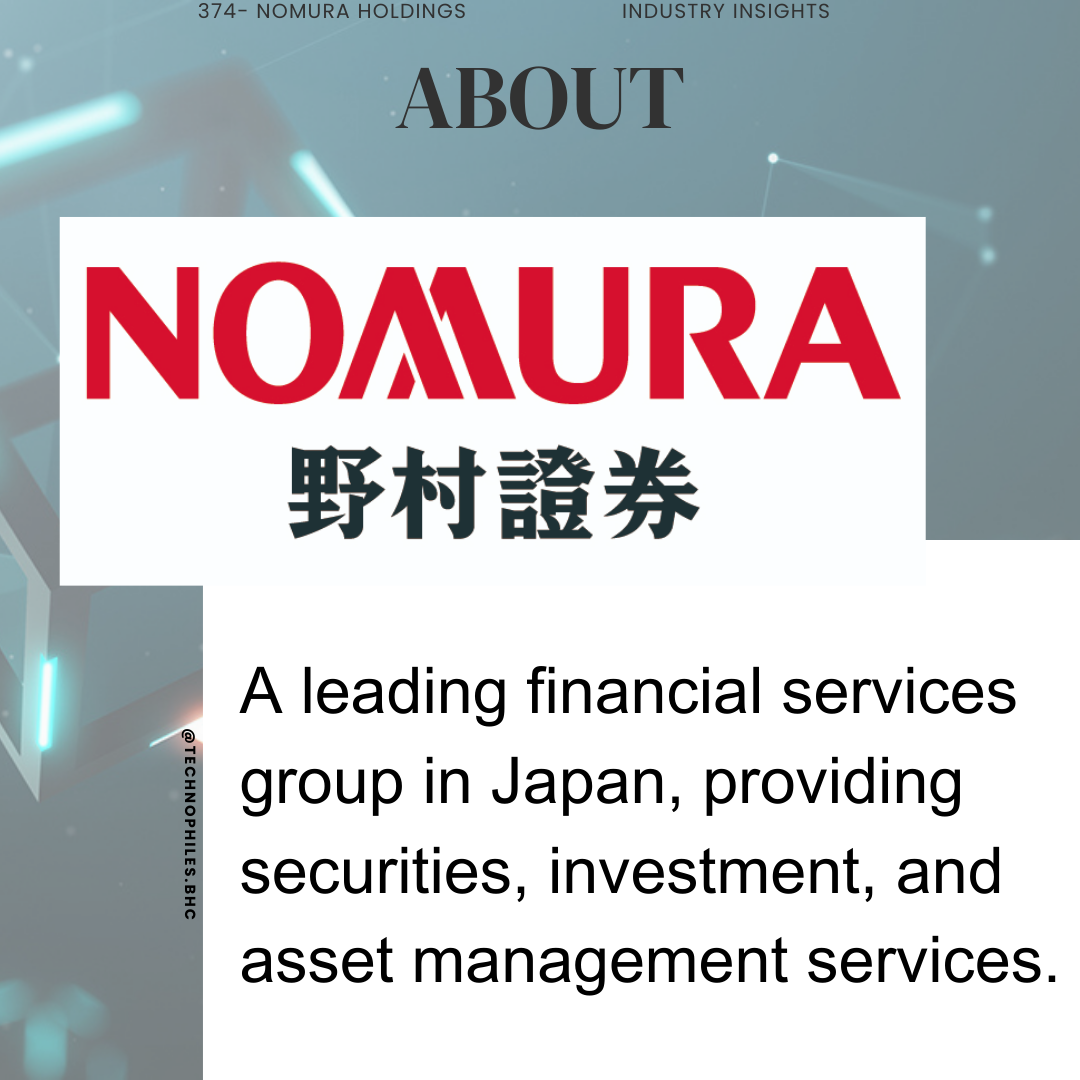 374- NOMURA HOLDINGS
INDUSTRY INSIGHTS
ABOUT
NOMURA
野村證券
A leading financial services
group in Japan, providing
securities, investment, and
asset management services.
@TECHNOPHILES.BHC